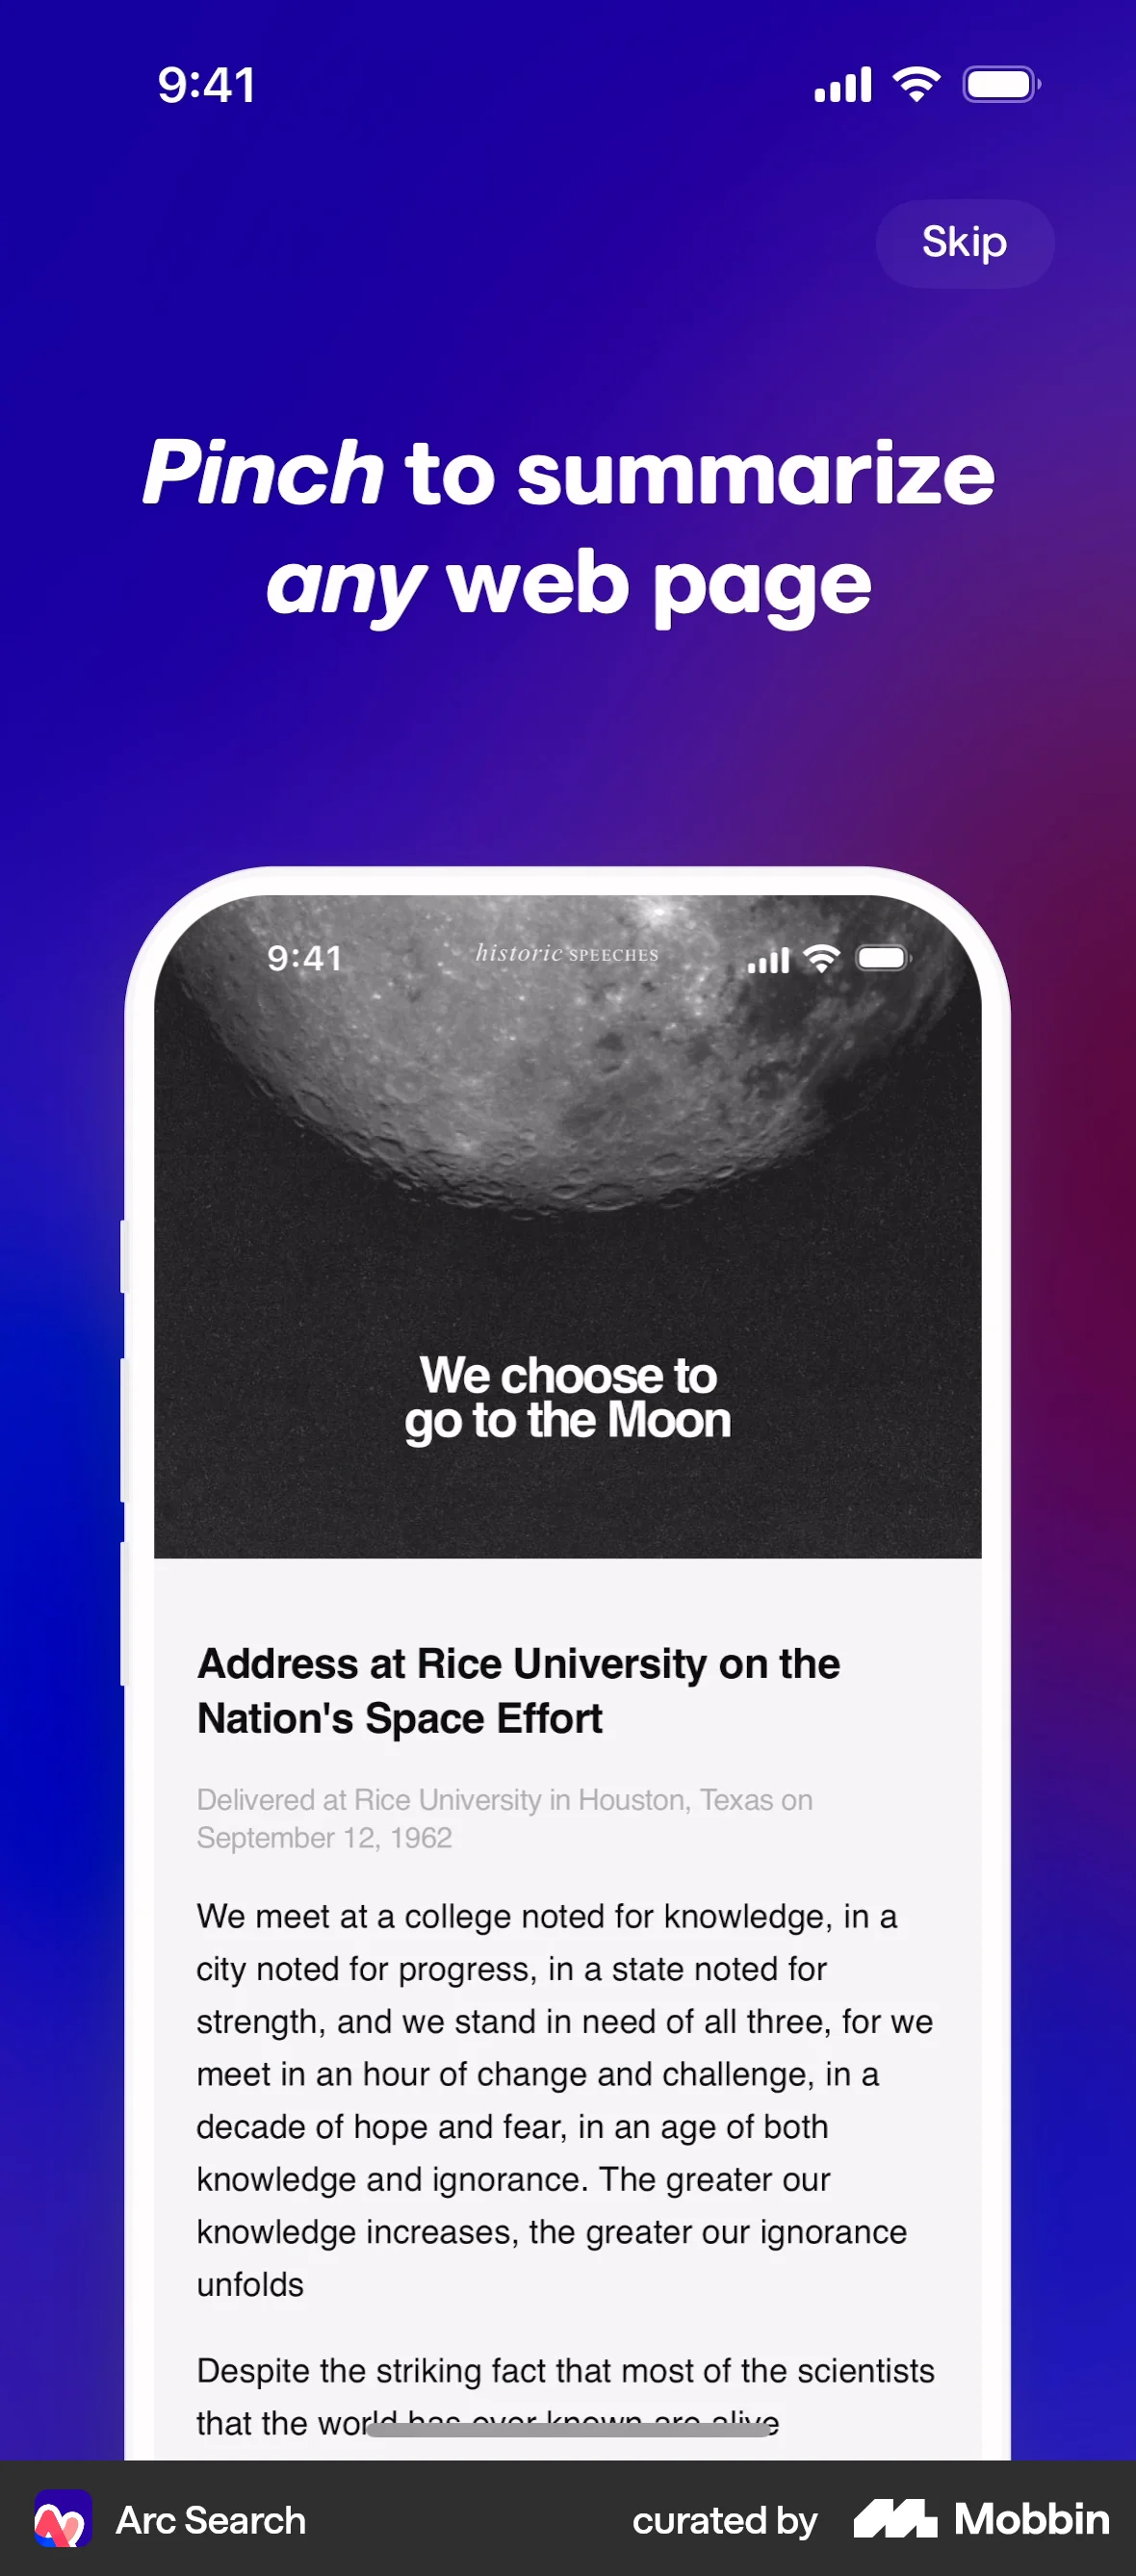 9:41
Skip
Pinch to summarize
any web page
9:41
historic SPEECHES
We choose to
go to the Moon
Address at Rice University on the
Nation's Space Effort
Delivered at Rice University in Houston, Texas on
September 12, 1962
We meet at a college noted for knowledge, in a
city noted for progress, in a state noted for
strength, and we stand in need of all three, for we
meet in an hour of change and challenge, in a
decade of hope and fear, in an age of both
knowledge and ignorance. The greater our
knowledge increases, the greater our ignorance
unfolds
Despite the striking fact that most of the scientists
that the world has ever known are alive
Arc Search
curated by Mobbin